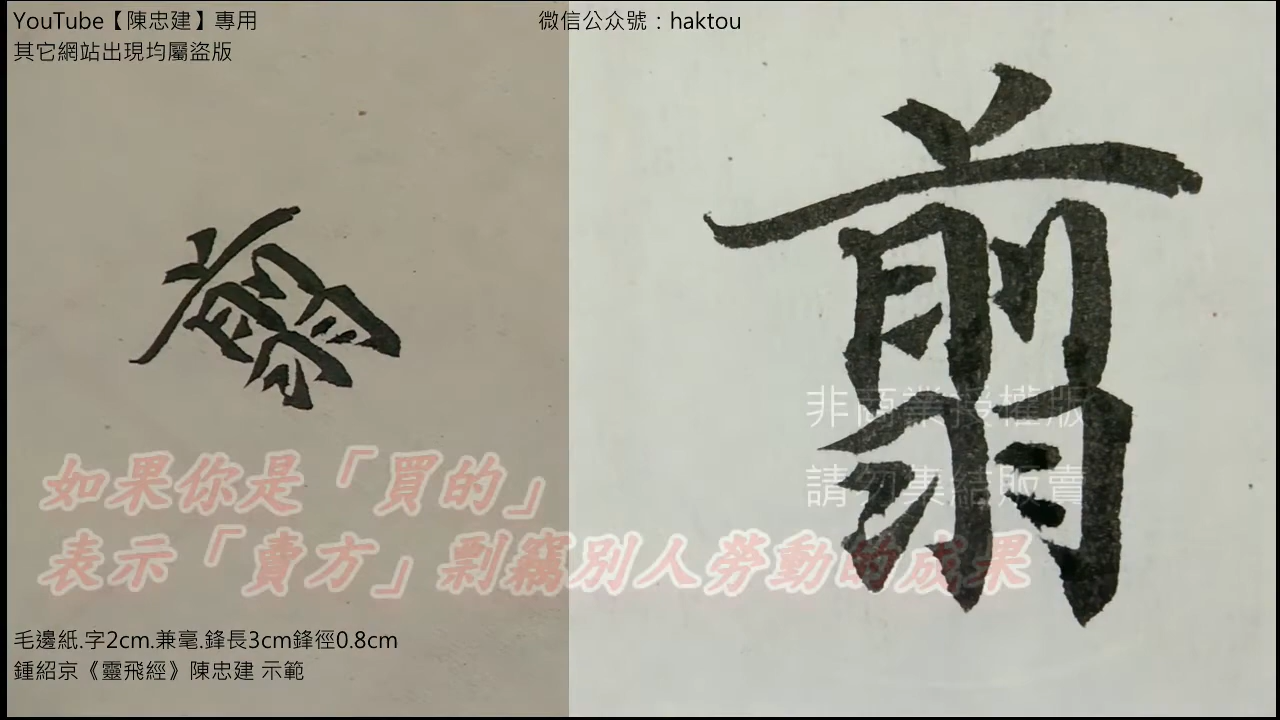 YouTube【陳忠建】專用
其它網站出現均屬盜版
微信公众號：haktou
翦
翦
非商業授權版
請勿集結販賣
如果你是「買的」
表示「賣方」剽竊別人勞動的成果
毛邊紙.字2cm.兼毫.鋒長3cm鋒徑0.8cm
鍾紹京《靈飛經》陳忠建 示範